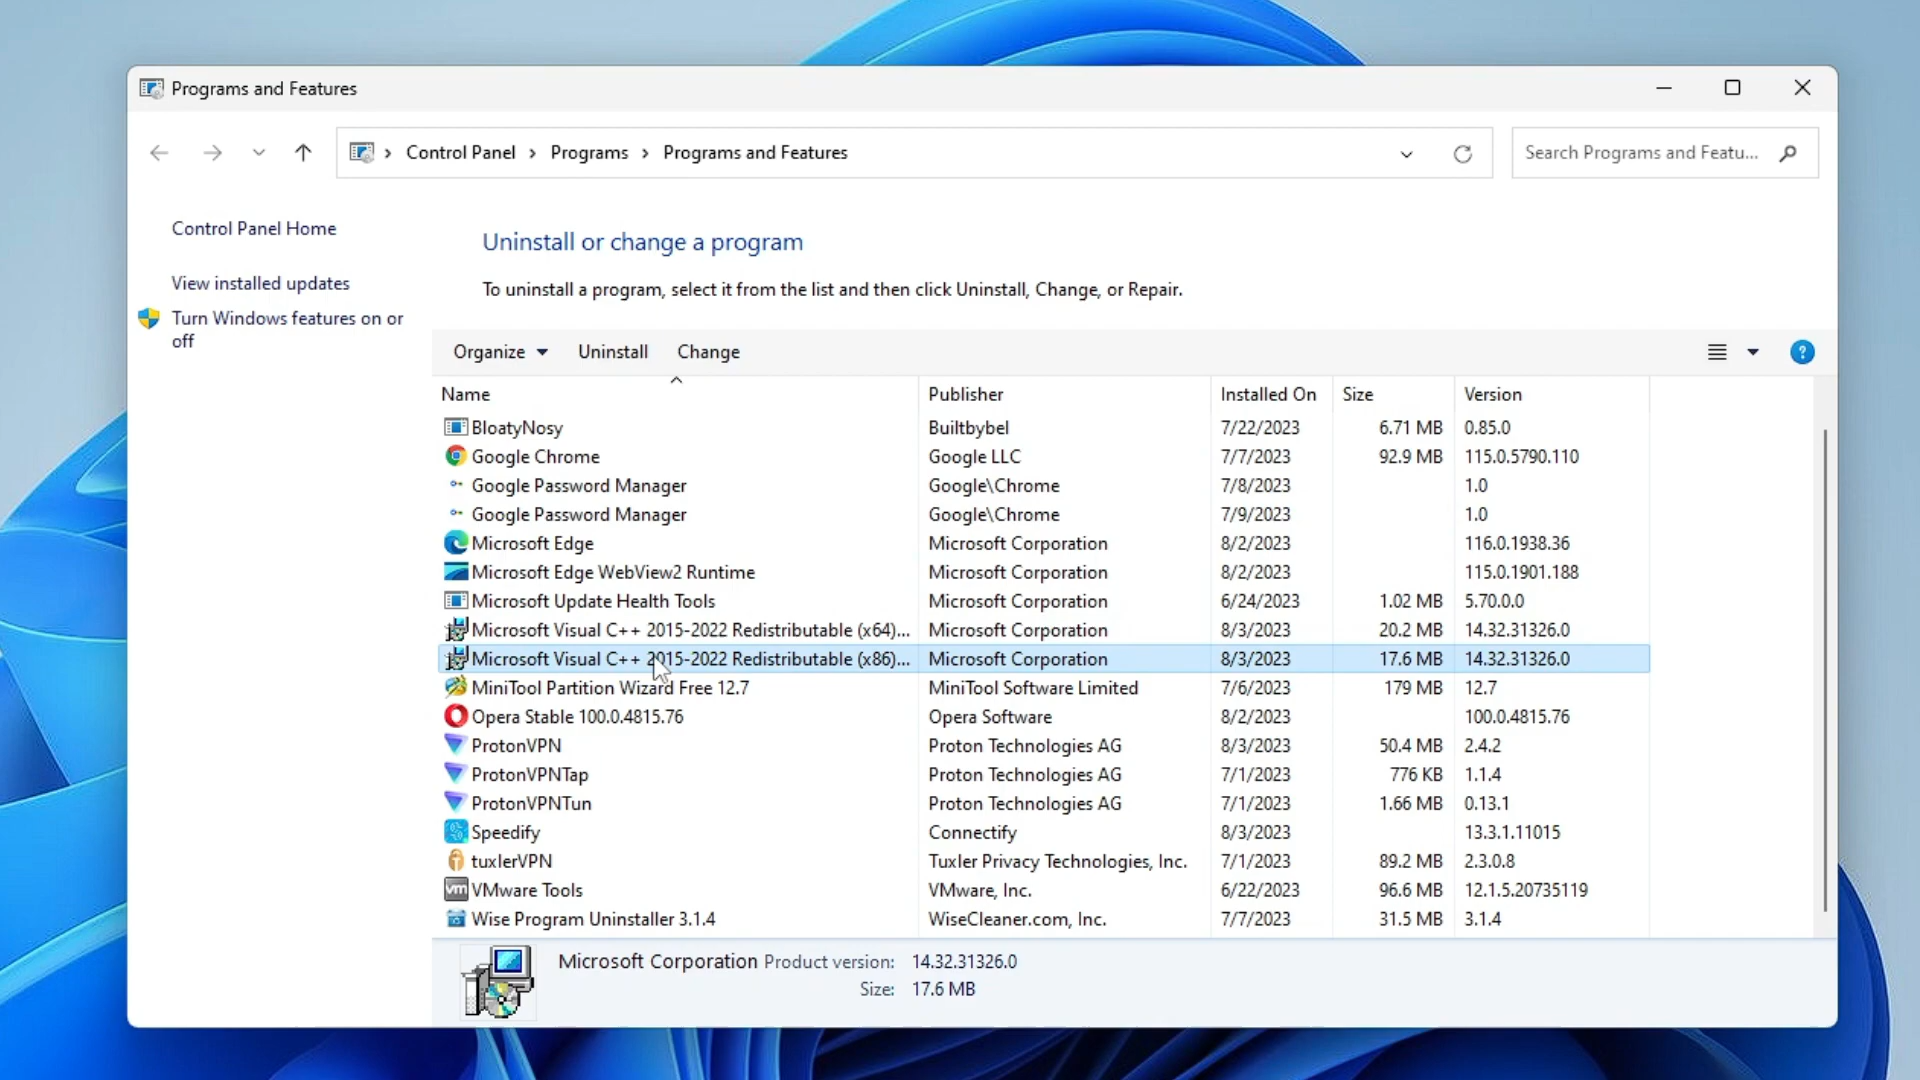 Programs and Features
Control Panel > Programs > Programs and Features
Search Programs and Featu...
Control Panel Home
View installed updates
Turn Windows features on or
off
Uninstall or change a program
To uninstall a program, select it from the list and then click Uninstall, Change, or Repair.
Organize Uninstall Change ?
Name Publisher Installed On Size Version
BloatyNosy Builtbybel 7/22/2023 6.71 MB 0.85.0
Google Chrome Google LLC 7/7/2023 92.9 MB 115.0.5790.110
Google Password Manager Google\Chrome 7/8/2023 1.0
Google Password Manager Google\Chrome 7/9/2023 1.0
Microsoft Edge Microsoft Corporation 8/2/2023 116.0.1938.36
Microsoft Edge WebView2 Runtime Microsoft Corporation 8/2/2023 115.0.1901.188
Microsoft Update Health Tools Microsoft Corporation 6/24/2023 1.02 MB 5.70.0.0
Microsoft Visual C++ 2015-2022 Redistributable (x64)... Microsoft Corporation 8/3/2023 20.2 MB 14.32.31326.0
Microsoft Visual C++ 2015-2022 Redistributable (x86)... Microsoft Corporation 8/3/2023 17.6 MB 14.32.31326.0
MiniTool Partition Wizard Free 12.7 MiniTool Software Limited 7/6/2023 179 MB 12.7
Opera Stable 100.0.4815.76 Opera Software 8/2/2023 100.0.4815.76
ProtonVPN Proton Technologies AG 8/3/2023 50.4 MB 2.4.2
ProtonVPNTap Proton Technologies AG 7/1/2023 776 KB 1.1.4
ProtonVPNTun Proton Technologies AG 7/1/2023 1.66 MB 0.13.1
Speedify Connectify 8/3/2023 13.3.1.11015
tuxlerVPN Tuxler Privacy Technologies, Inc. 7/1/2023 89.2 MB 2.3.0.8
vm VMware Tools VMware, Inc. 6/22/2023 96.6 MB 12.1.5.20735119
Wise Program Uninstaller 3.1.4 WiseCleaner.com, Inc. 7/7/2023 31.5 MB 3.1.4
Microsoft Corporation Product version: 14.32.31326.0
Size: 17.6 MB